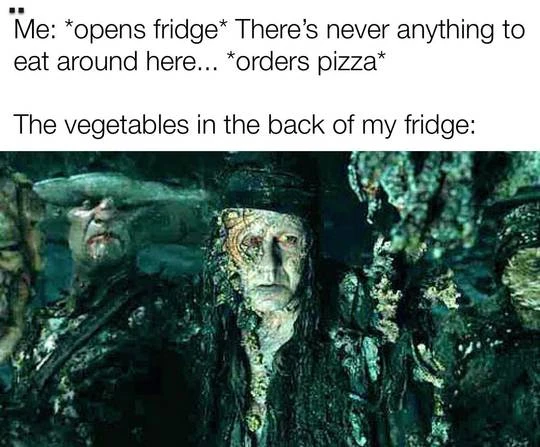 Me: *opens fridge* There’s never anything to
eat around here... *orders pizza*
The vegetables in the back of my fridge: